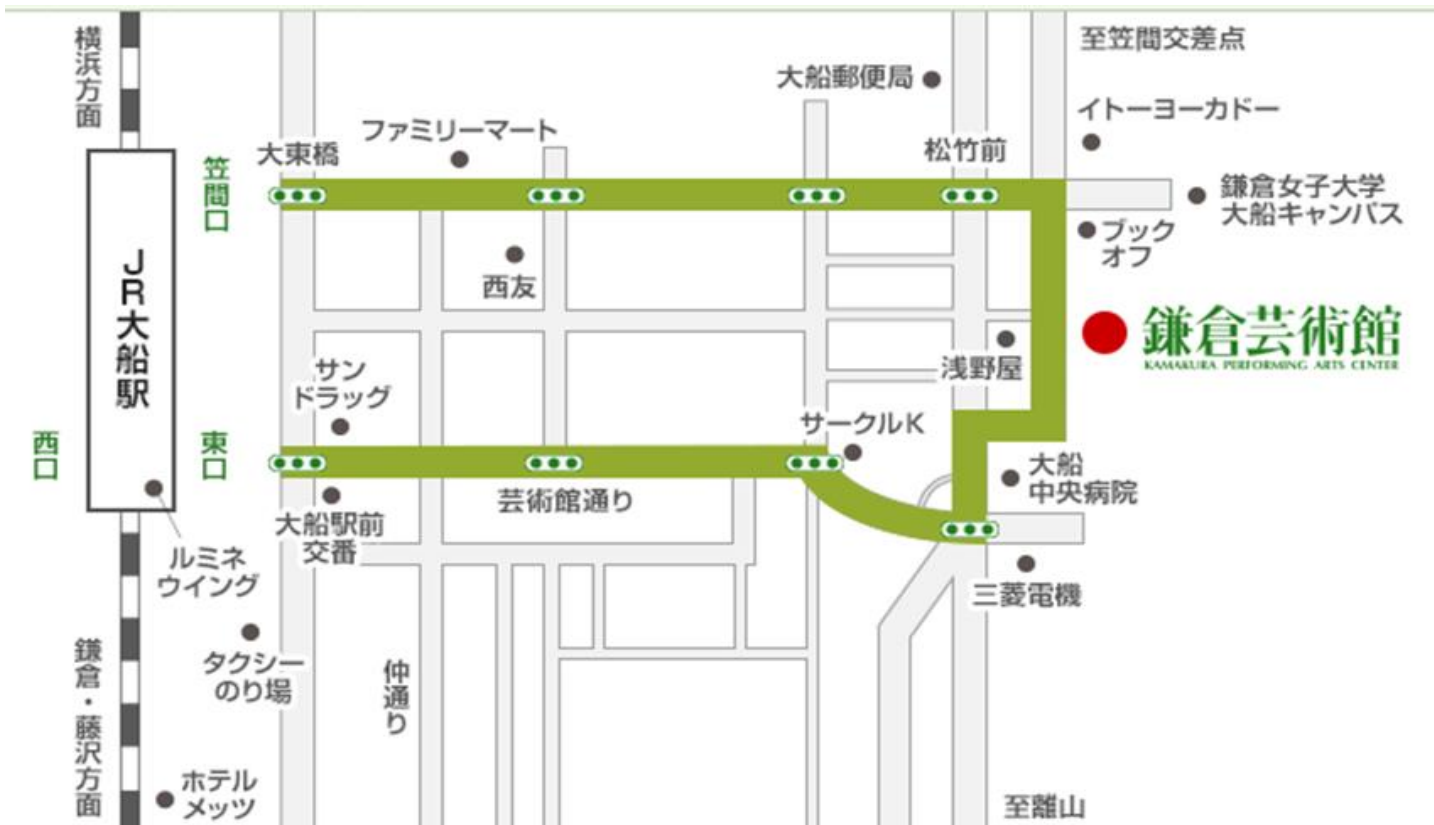 横浜方面
至笠間交差点
大船郵便局
イトーヨーカドー
ファミリーマート
大東橋
松竹前
笠間口
鎌倉女子大学
大船キャンパス
ブック
オフ
JR大船駅
西友
鎌倉芸術館
KAMAKURA PERFORMING ARTS CENTER
浅野屋
サン
ドラッグ
サークルK
西口
東口
大船
中央病院
芸術館通り
大船駅前
交番
ルミネ
ウイング
三菱電機
タクシー
のり場
仲通り
鎌倉・藤沢方面
ホテル
メッツ
至離山